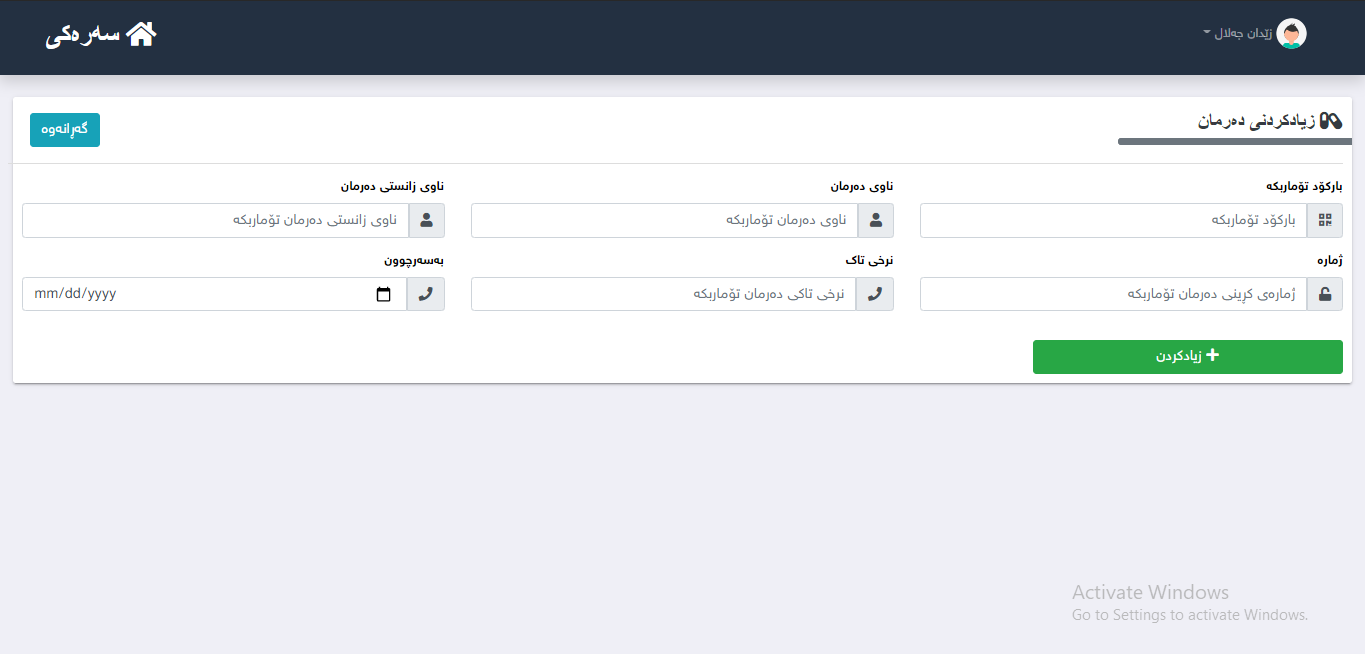 زێدان جەلال
سەرەکی
زیادکردنی دەرمان
گەڕانەوە
بارکۆد تۆماربکە
ناوی دەرمان
ناوی زانستی دەرمان
بارکۆد تۆماربکە
ناوی دەرمان تۆماربکە
ناوی زانستی دەرمان تۆماربکە
ژمارە
نرخی تاک
بەسەرچوون
ژمارەی کڕینی دەرمان تۆماربکە
نرخی تاکی دەرمان تۆماربکە
mm/dd/yyyy
زیادکردن
Activate Windows
Go to Settings to activate Windows.